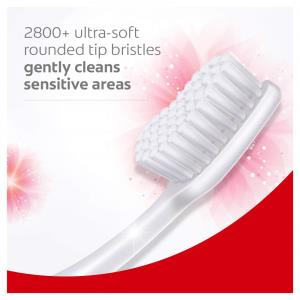 2800+ ultra-soft
rounded tip bristles
gently cleans
sensitive areas